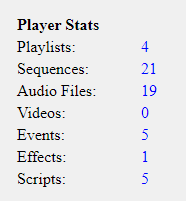 Player Stats
Playlists: 4
Sequences: 21
Audio Files: 19
Videos: 0
Events: 5
Effects: 1
Scripts: 5